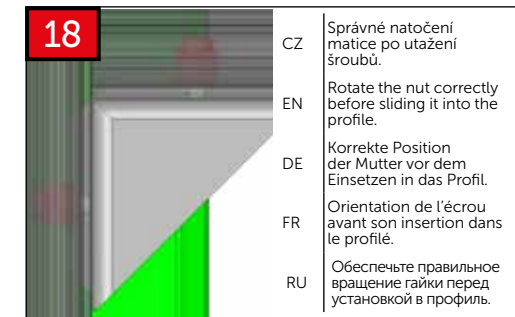 18
CZ
Správné natočení
matice po utažení
šroubů.
EN
Rotate the nut correctly
before sliding it into the
profile.
DE
Korrekte Position
der Mutter vor dem
Einsetzen in das Profil.
FR
Orientation de l'écrou
avant son insertion dans
le profilé.
RU
Обеспечьте правильное
вращение гайки перед
установкой в профиль.